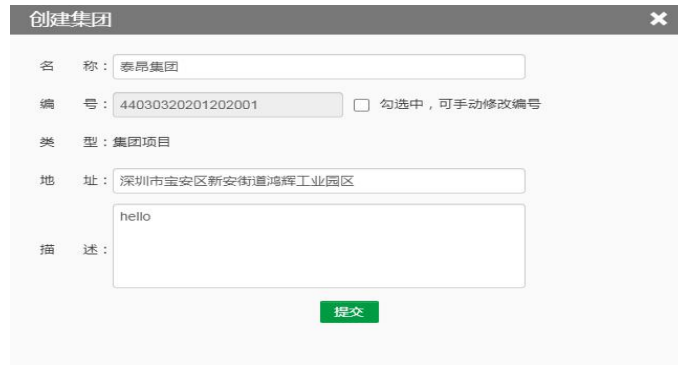 创建集团
名 称：泰昂集团
编 号：44030320201202001 勾选中，可手动修改编号
类 型：集团项目
地 址：深圳市宝安区新安街道鸿辉工业园区
hello
描 述：
提交